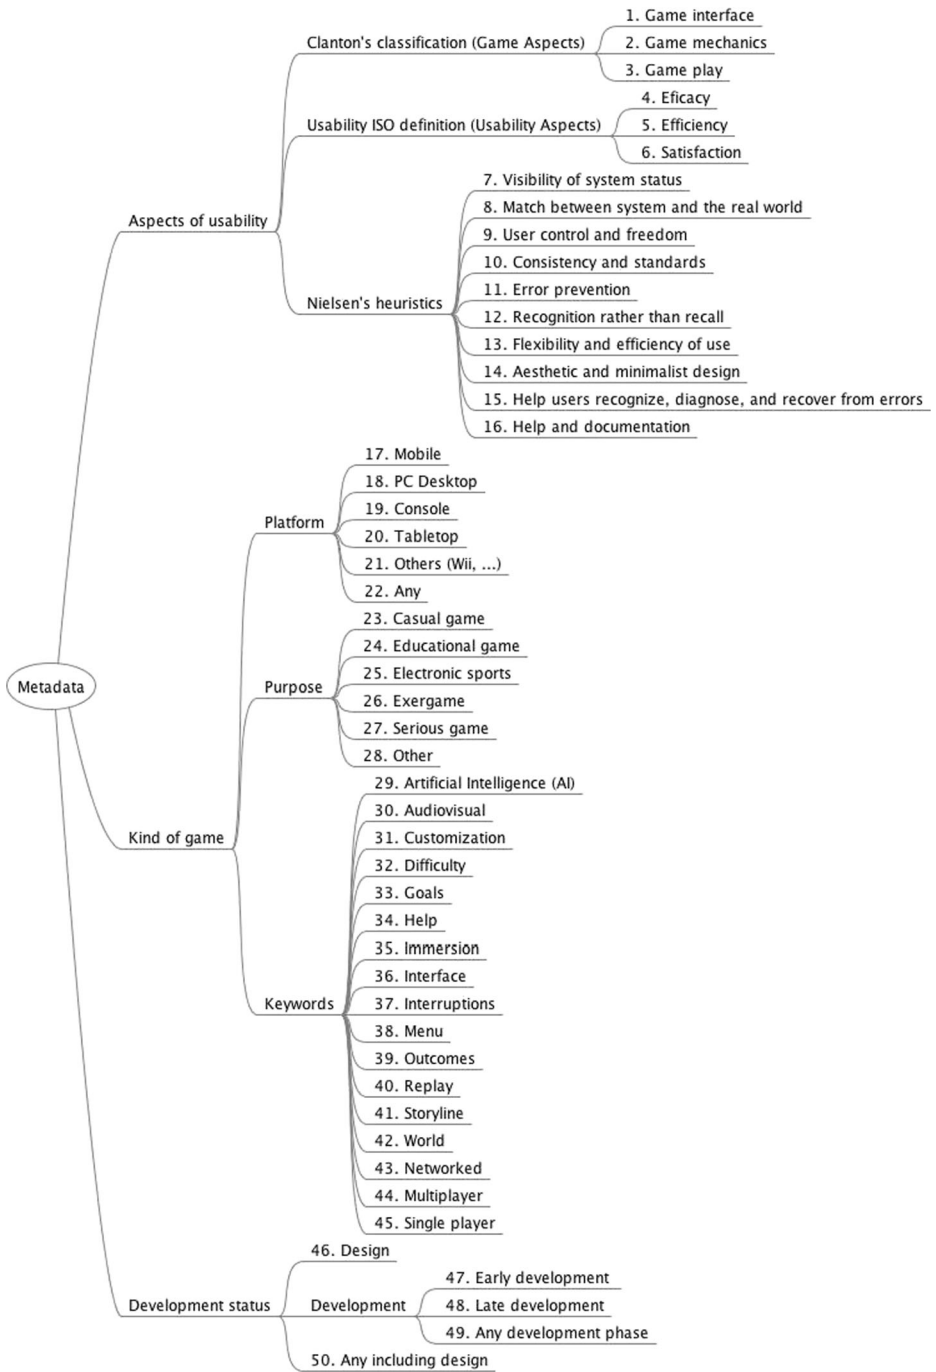 1. Game interface
Clanton's classification (Game Aspects)
2. Game mechanics
3. Game play
4. Eficacy
Usability ISO definition (Usability Aspects)
5. Efficiency
6. Satisfaction
7. Visibility of system status
8. Match between system and the real world
Aspects of usability
9. User control and freedom
10. Consistency and standards
11. Error prevention
Nielsen's heuristics
12. Recognition rather than recall
13. Flexibility and efficiency of use
14. Aesthetic and minimalist design
15. Help users recognize, diagnose, and recover from errors
16. Help and documentation
17. Mobile
18. PC Desktop
19. Console
Platform
20. Tabletop
21. Others (Wii, ...)
22. Any
23. Casual game
24. Educational game
25. Electronic sports
Metadata
Purpose
26. Exergame
27. Serious game
28. Other
29. Artificial Intelligence (AI)
30. Audiovisual
Kind of game
31. Customization
32. Difficulty
33. Goals
34. Help
35. Immersion
36. Interface
Keywords
37. Interruptions
38. Menu
39. Outcomes
40. Replay
41. Storyline
42. World
43. Networked
44. Multiplayer
45. Single player
46. Design
47. Early development
Development status
Development
48. Late development
49. Any development phase
50. Any including design